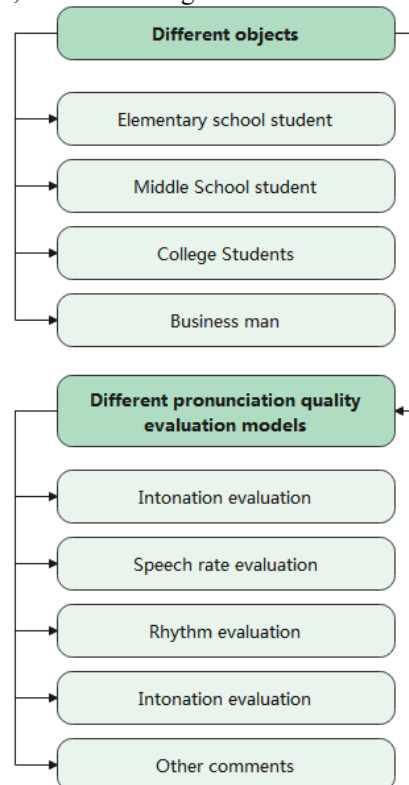 Different objects
Elementary school student
Middle School student
College Students
Business man
Different pronunciation quality
evaluation models
Intonation evaluation
Speech rate evaluation
Rhythm evaluation
Intonation evaluation
Other comments